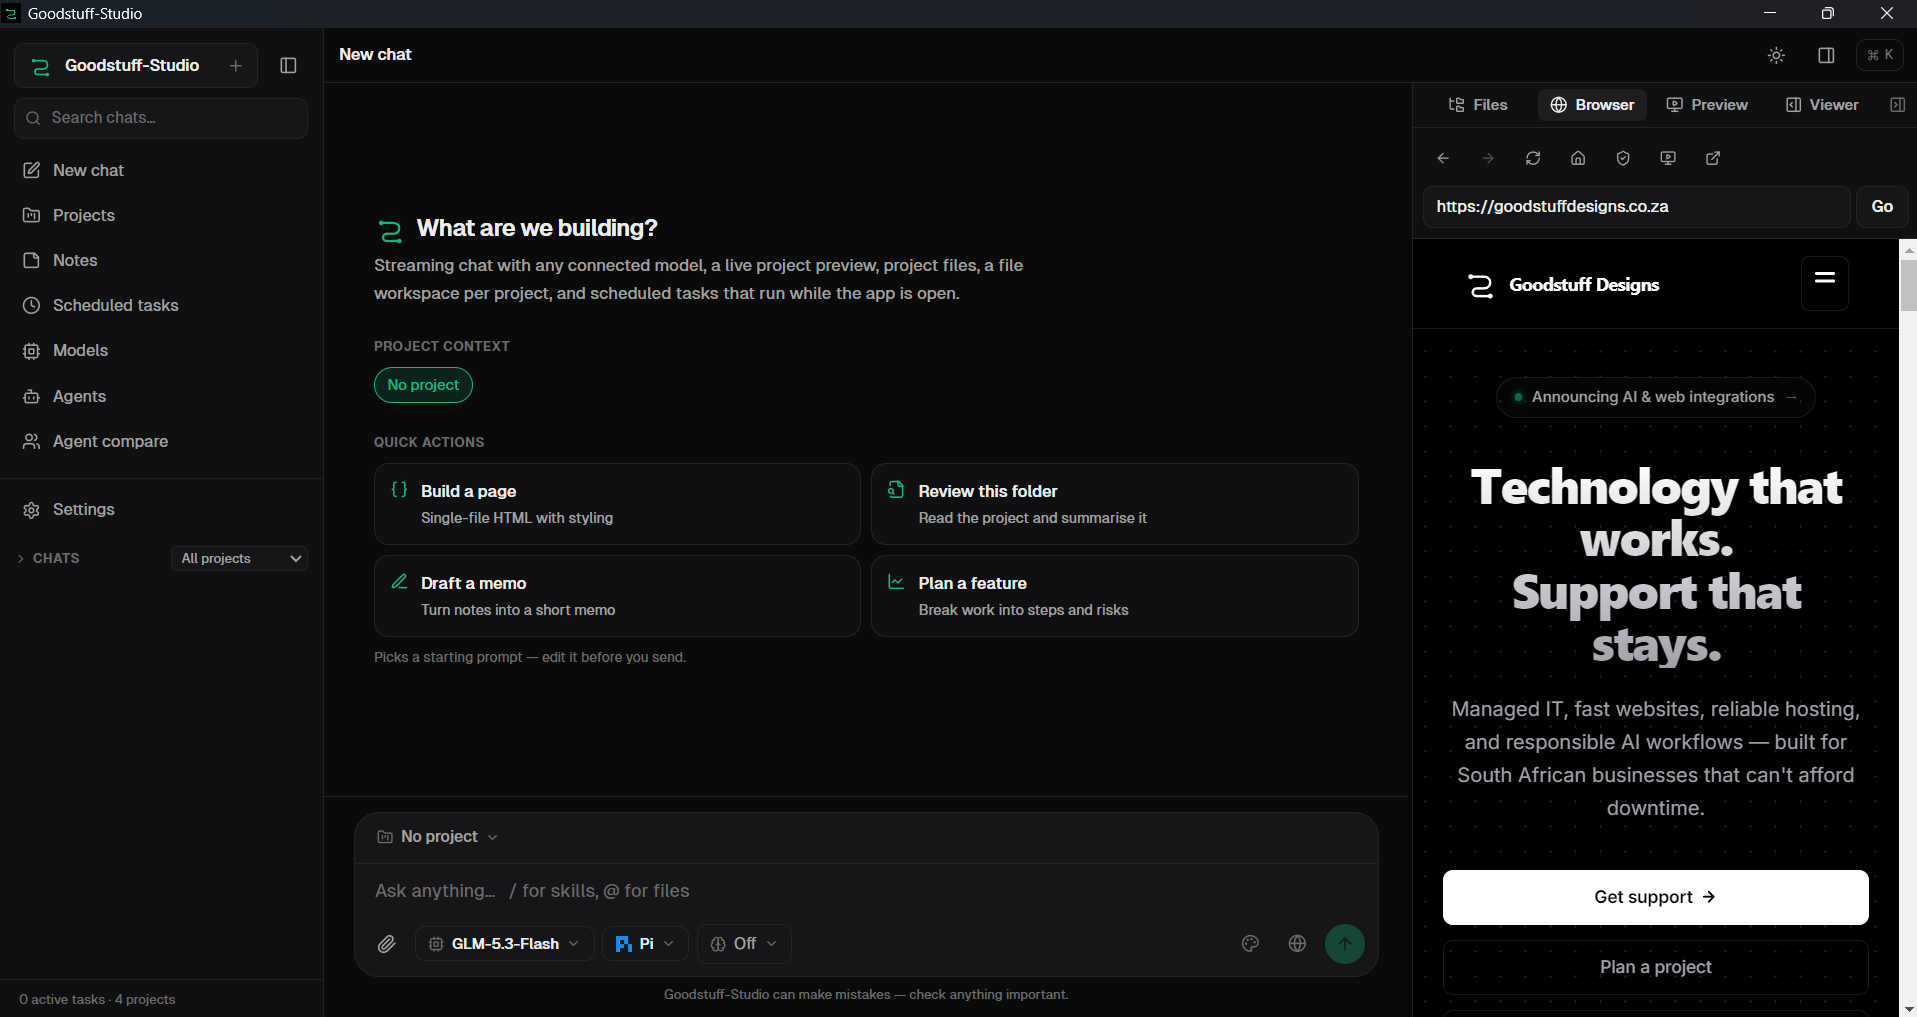 Goodstuff-Studio
Goodstuff-Studio
Search chats...
New chat
Projects
Notes
Scheduled tasks
Models
Agents
Agent compare
Settings
CHATS
All projects
0 active tasks · 4 projects
New chat
⌘ K
What are we building?
Streaming chat with any connected model, a live project preview, project files, a file
workspace per project, and scheduled tasks that run while the app is open.
PROJECT CONTEXT
No project
QUICK ACTIONS
Build a page
Single-file HTML with styling
Review this folder
Read the project and summarise it
Draft a memo
Turn notes into a short memo
Plan a feature
Break work into steps and risks
Picks a starting prompt — edit it before you send.
No project
Ask anything... / for skills, @ for files
GLM-5.3-Flash
Pi
Off
Goodstuff-Studio can make mistakes — check anything important.
Files
Browser
Preview
Viewer
https://goodstuffdesigns.co.za
Go
Goodstuff Designs
Announcing AI & web integrations →
Technology that
works.
Support that
stays.
Managed IT, fast websites, reliable hosting,
and responsible AI workflows — built for
South African businesses that can't afford
downtime.
Get support →
Plan a project